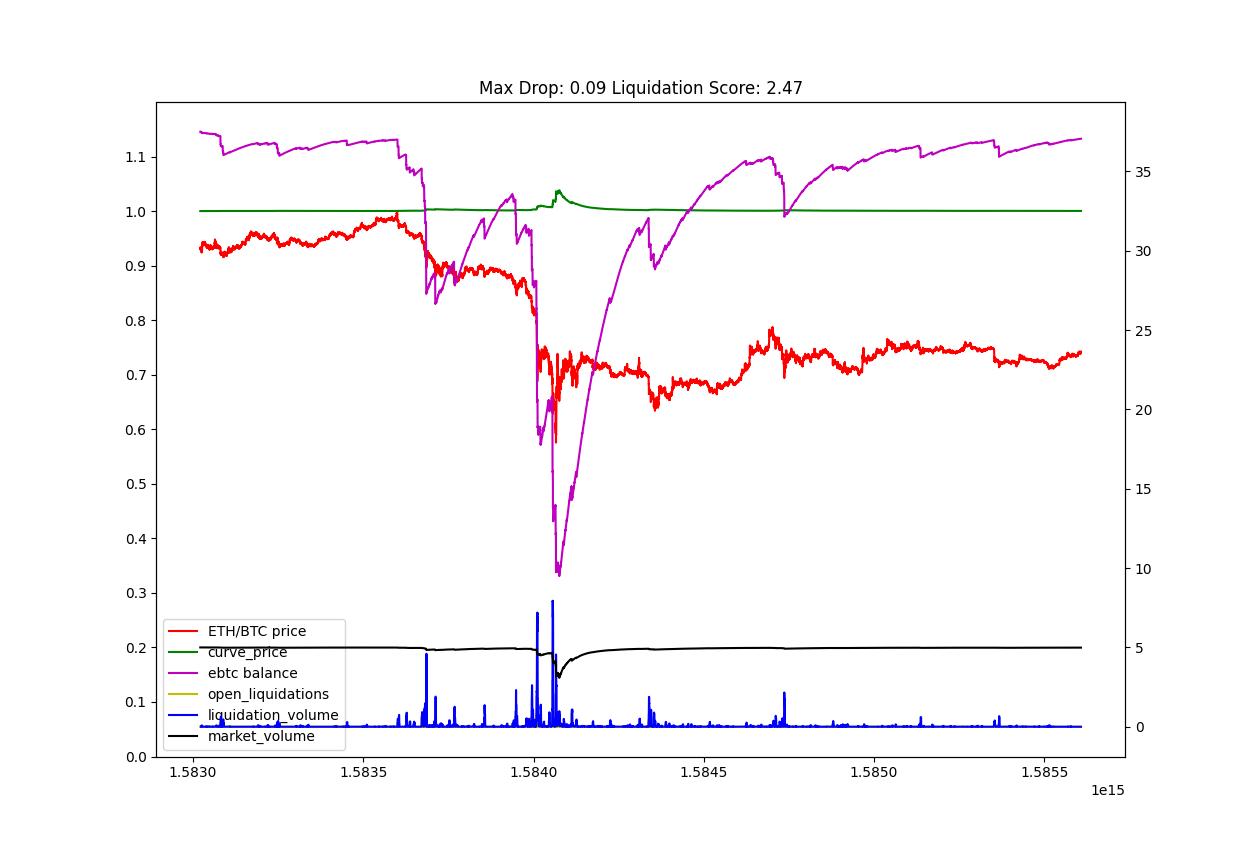 Max Drop: 0.09 Liquidation Score: 2.47
1.1
1.0
0.9
0.8
0.7
0.6
0.5
0.4
0.3
0.2
0.1
0.0
35
30
25
20
15
10
5
0
ETH/BTC price
curve_price
ebtc balance
open_liquidations
liquidation_volume
market_volume
1.5830 1.5835 1.5840 1.5845 1.5850 1.5855
1e15